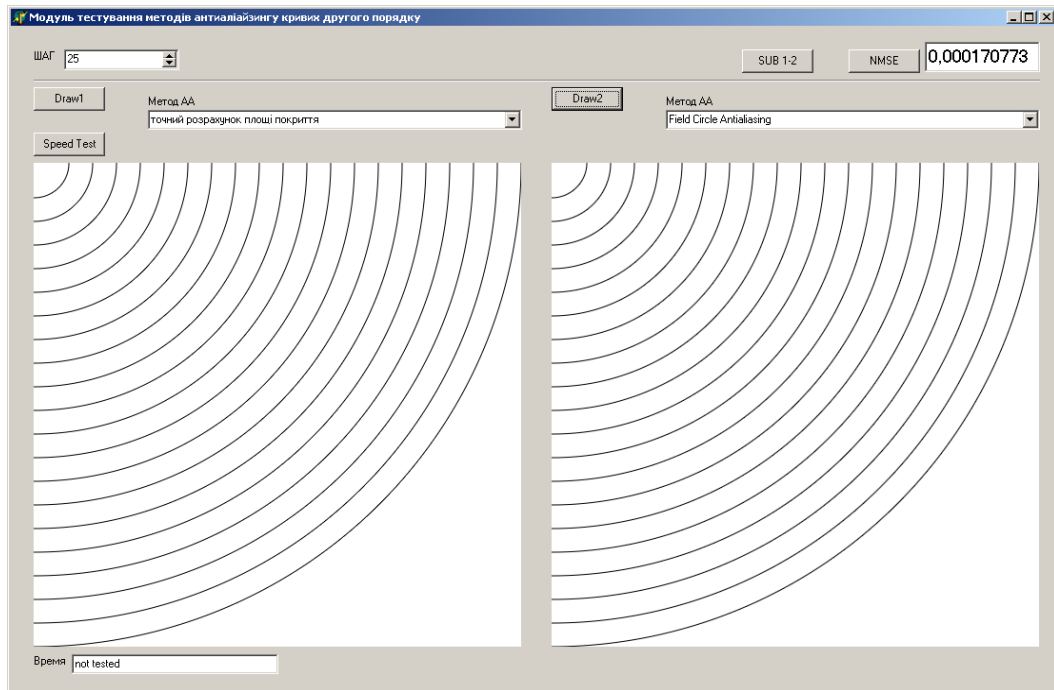 Модуль тестування методів антиаліайзингу кривих другого порядку
ШАГ 25 SUB 1-2 NMSE 0,000170773
Draw1 Метод АА Draw2 Метод АА
точний розрахунок площі покриття Field Circle Antialiasing
Speed Test
Время not tested